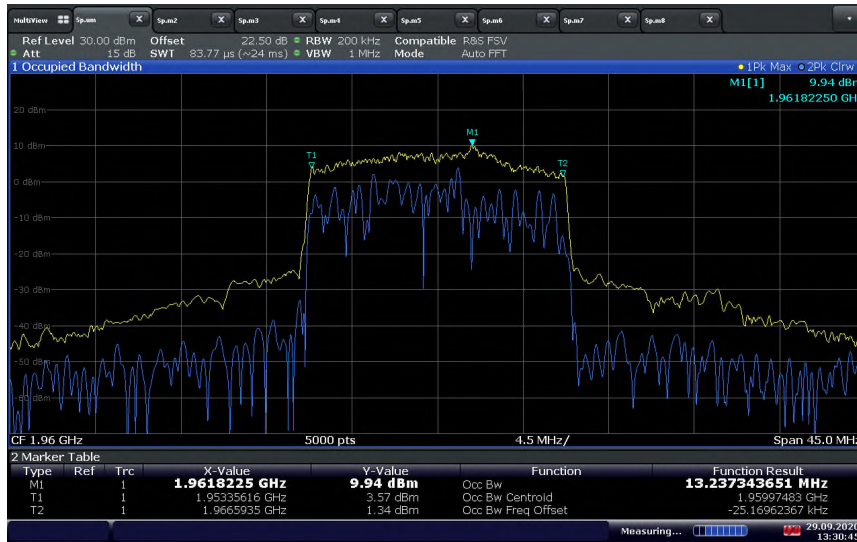 MultiView Sp.um X Sp.m2 X Sp.m3 X Sp.m4 X Sp.m5 X Sp.m6 X Sp.m7 X Sp.m8 X
Ref Level 30.00 dBm Offset 22.50 dB RBW 200 kHz Compatible R&S FSV
Att 15 dB SWT 83.77 µs (~24 ms) VBW 1 MHz Mode Auto FFT
1 Occupied Bandwidth 1Pk Max 2Pk Clrw
M1[1] 9.94 dBm
1.96182250 GH
20 dBm
M1
10 dBm
T1
T2
0 dBm
-10 dBm
-20 dBm
-30 dBm
-40 dBm
-50 dBm
-60 dBm
CF 1.96 GHz 5000 pts 4.5 MHz/ Span 45.0 MH
2 Marker Table
Type Ref Trc X-Value Y-Value Function Function Result
M1 1 1.9618225 GHz 9.94 dBm Occ Bw 13.237343651 MHz
T1 1 1.95335616 GHz 3.57 dBm Occ Bw Centroid 1.95997483 GHz
T2 1 1.9665935 GHz 1.34 dBm Occ Bw Freq Offset -25.16962367 kHz
Measuring... 29.09.2020
13:30:45